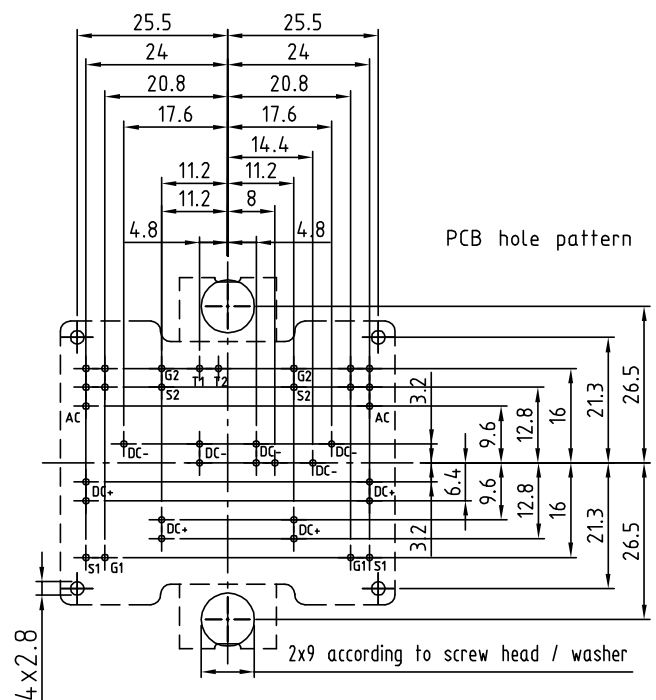 25.5 25.5
24 24
20.8 20.8
17.6 17.6
14.4
11.2 11.2
11.2 8
4.8 4.8
PCB hole pattern
G2 T1 T2 G2
S2 S2
AC AC
DC- DC- DC- DC-
DC+ DC+
DC+ DC+
S1 G1 G1 S1
3.2
9.6
12.8
16
21.3
26.5
6.4
3.2
9.6
12.8
16
21.3
26.5
4x2.8
2x9 according to screw head / washer